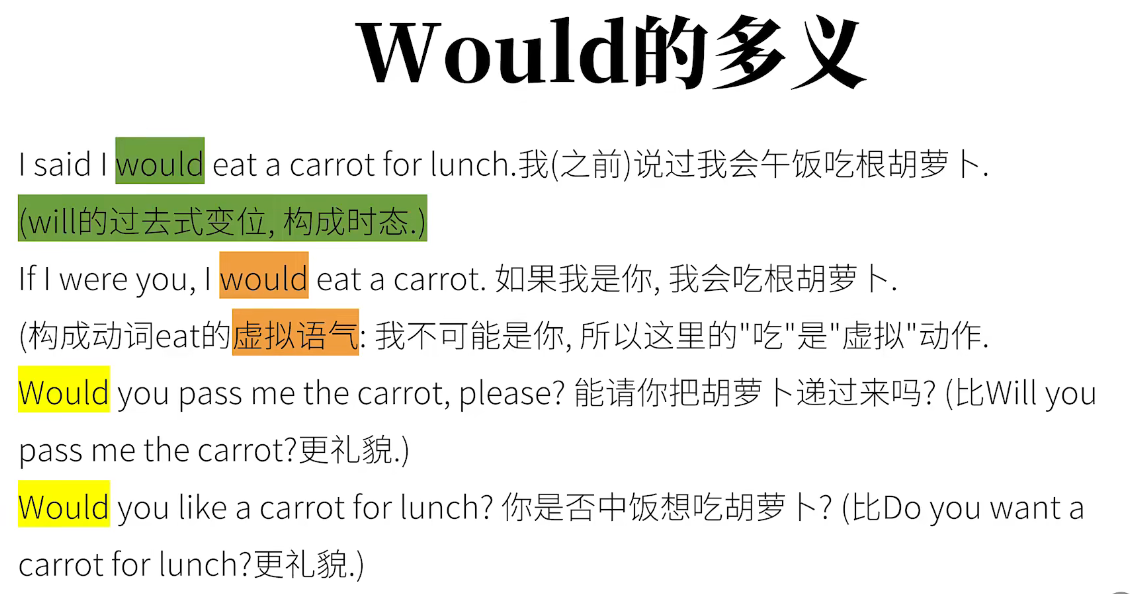 Would的多义
I said I would eat a carrot for lunch.我(之前)说过我会午饭吃根胡萝卜.
(will的过去式变位, 构成时态.)
If I were you, I would eat a carrot. 如果我是你, 我会吃根胡萝卜.
(构成动词eat的虚拟语气: 我不可能是你, 所以这里的"吃"是"虚拟"动作.
Would you pass me the carrot, please? 能请你把胡萝卜递过来吗? (比Will you
pass me the carrot?更礼貌.)
Would you like a carrot for lunch? 你是否中饭想吃胡萝卜? (比Do you want a
carrot for lunch?更礼貌.)